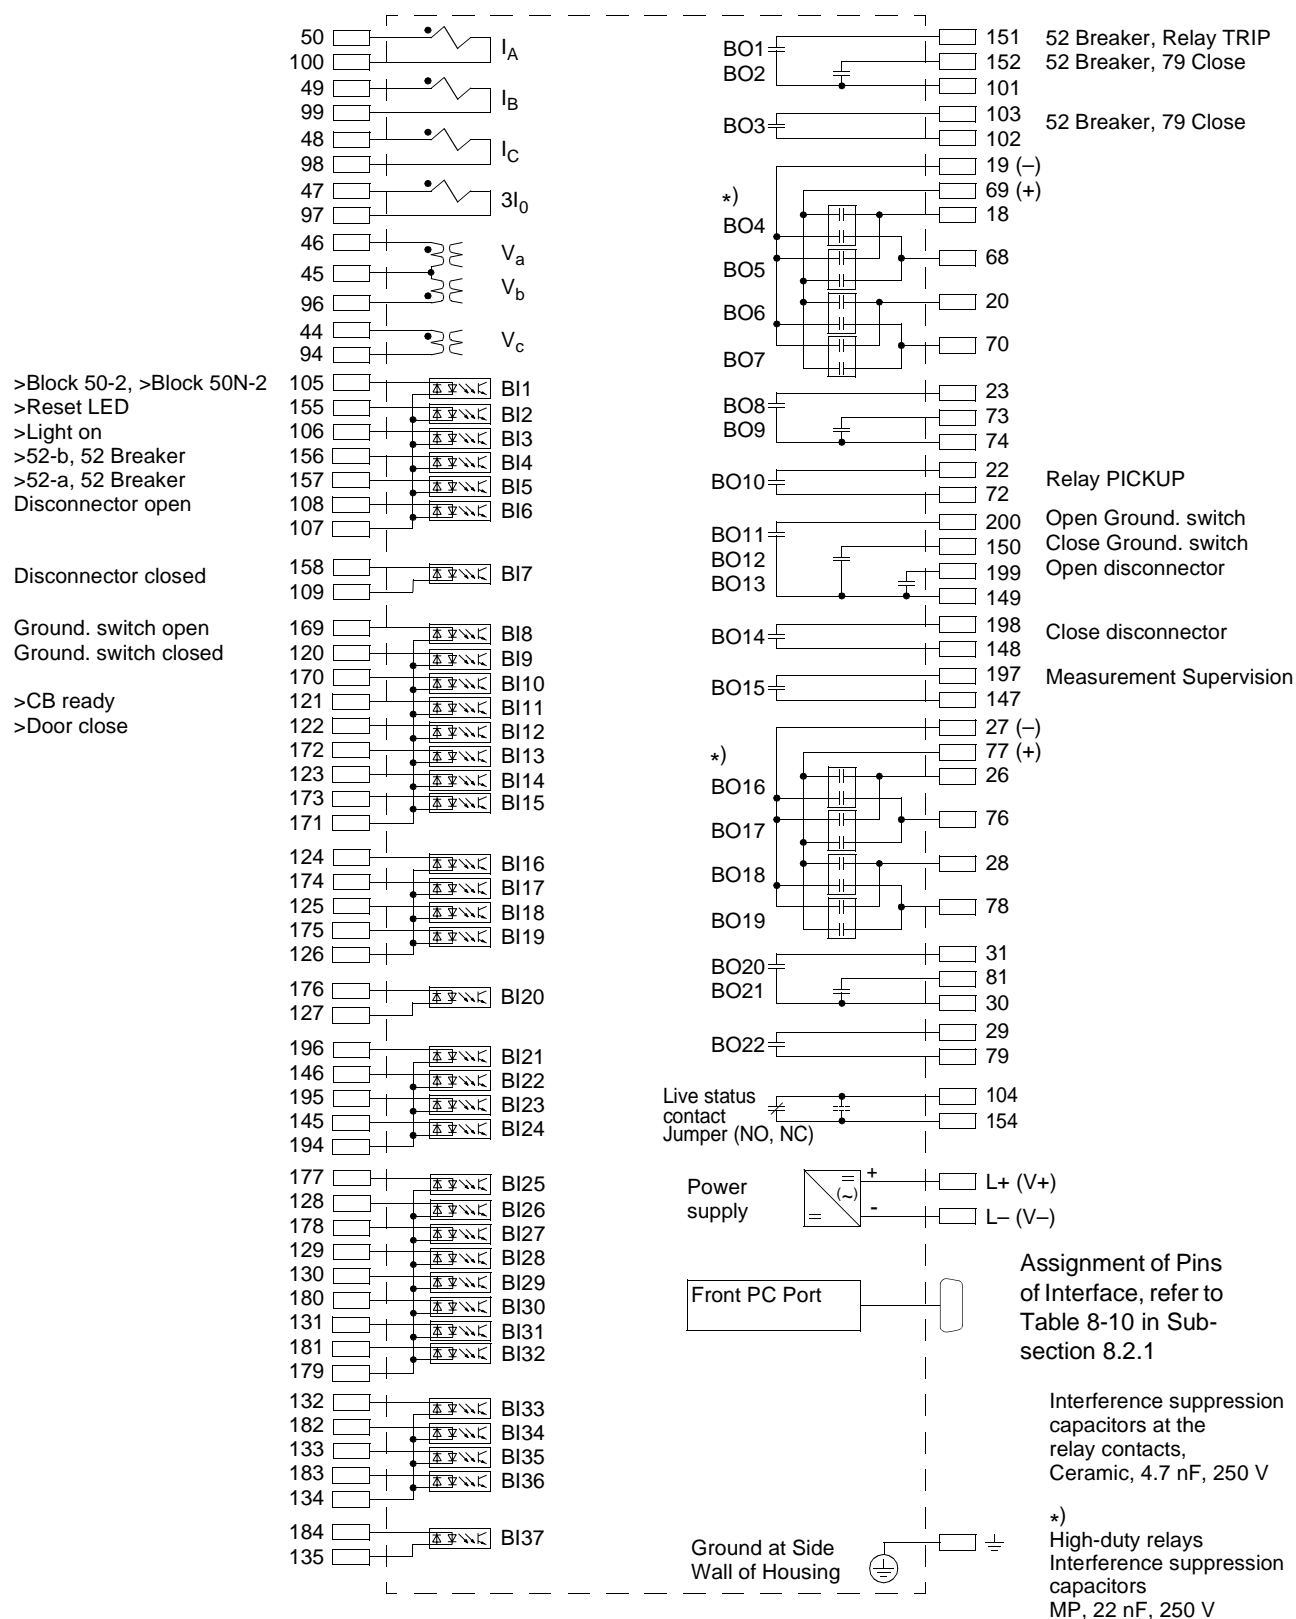 50
100
I_A
49
99
I_B
48
98
I_C
47
97
3I_0
46
V_a
45
V_b
96
44
94
V_c
>Block 50-2, >Block 50N-2 105 BI1
>Reset LED 155 BI2
>Light on 106 BI3
>52-b, 52 Breaker 156 BI4
>52-a, 52 Breaker 157 BI5
Disconnector open 108 BI6
107
158 BI7
Disconnector closed
109
Ground. switch open 169 BI8
Ground. switch closed 120 BI9
170 BI10
>CB ready 121 BI11
>Door close 122 BI12
172 BI13
123 BI14
173 BI15
171
124 BI16
174 BI17
125 BI18
175 BI19
126
176 BI20
127
196 BI21
146 BI22
195 BI23
145 BI24
194
177 BI25
128 BI26
178 BI27
129 BI28
130 BI29
180 BI30
131 BI31
181 BI32
179
132 BI33
182 BI34
133 BI35
183 BI36
134
184 BI37
135
BO1 151 52 Breaker, Relay TRIP
BO2 152 52 Breaker, 79 Close
101
103
BO3 52 Breaker, 79 Close
102
19 (–)
69 (+)
*)
18
BO4
68
BO5
20
BO6
70
BO7
23
BO8
73
BO9
74
22
BO10 Relay PICKUP
72
200 Open Ground. switch
BO11
150 Close Ground. switch
BO12
199 Open disconnector
BO13
149
198
BO14 Close disconnector
148
197 Measurement Supervision
BO15
147
27 (–)
77 (+)
*)
26
BO16
76
BO17
28
BO18
78
BO19
31
BO20
81
BO21
30
29
BO22
79
Live status
contact
Jumper (NO, NC)
104
154
Power
supply
=
(~)
=
+
-
L+ (V+)
L– (V–)
Front PC Port
Assignment of Pins
of Interface, refer to
Table 8-10 in Sub-
section 8.2.1
Interference suppression
capacitors at the
relay contacts,
Ceramic, 4.7 nF, 250 V
Ground at Side
Wall of Housing
*)
High-duty relays
Interference suppression
capacitors
MP, 22 nF, 250 V